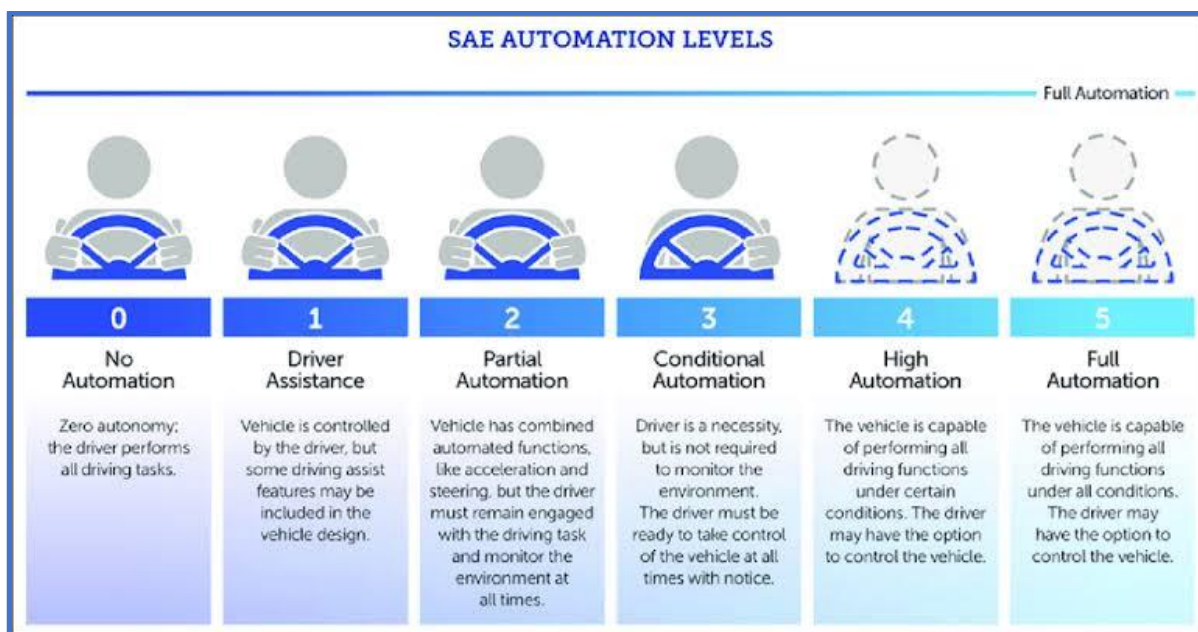 SAE AUTOMATION LEVELS
Full Automation
0
No
Automation
Zero autonomy;
the driver performs
all driving tasks.
1
Driver
Assistance
Vehicle is controlled
by the driver, but
some driving assist
features may be
included in the
vehicle design.
2
Partial
Automation
Vehicle has combined
automated functions,
like acceleration and
steering, but the driver
must remain engaged
with the driving task
and monitor the
environment at
all times.
3
Conditional
Automation
Driver is a necessity,
but is not required
to monitor the
environment.
The driver must be
ready to take control
of the vehicle at all
times with notice.
4
High
Automation
The vehicle is capable
of performing all
driving functions
under certain
conditions. The driver
may have the option
to control the vehicle.
5
Full
Automation
The vehicle is capable
of performing all
driving functions
under all conditions.
The driver may
have the option to
control the vehicle.